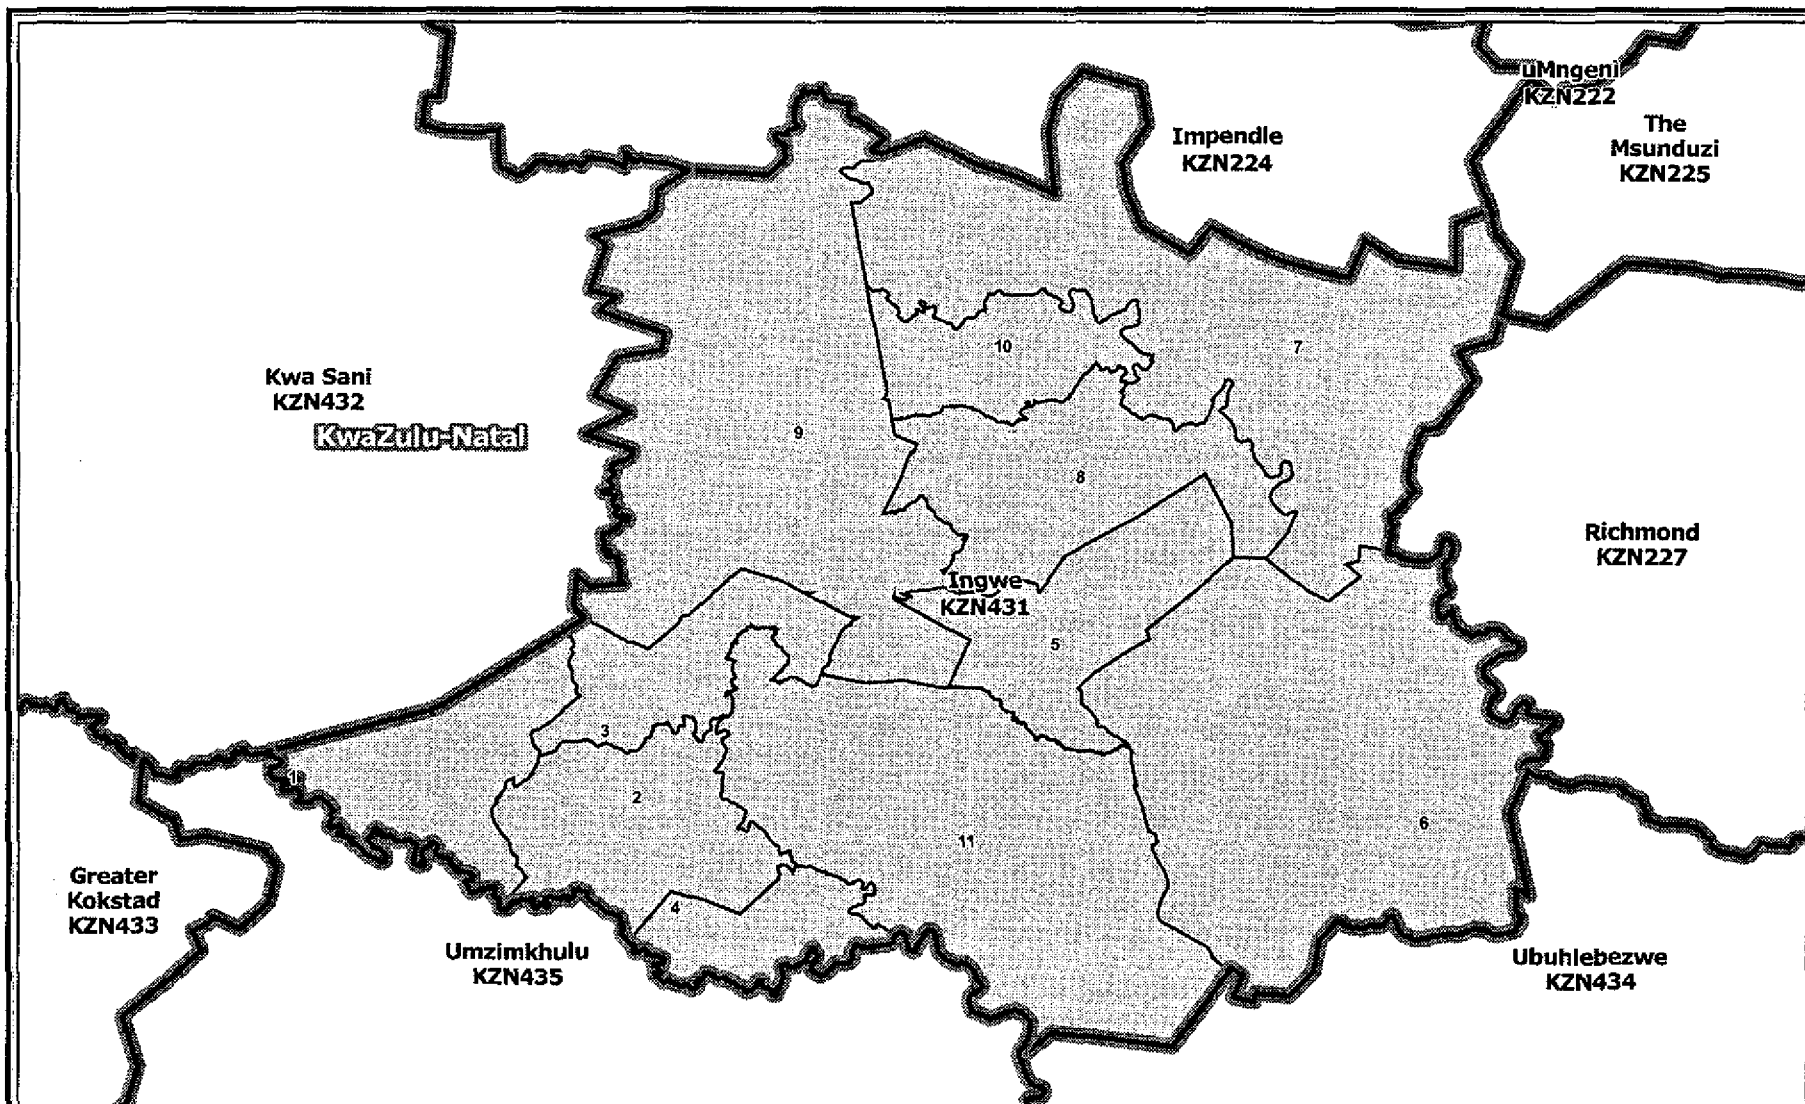 uMngeni
KZN222
The
Msunduzi
KZN225
Impendle
KZN224
10
7
Kwa Sani
KZN432
KwaZulu-Natal
9
8
Richmond
KZN227
Ingwe
KZN431
5
3
1
2
6
11
Greater
Kokstad
KZN433
4
Umzimkhulu
KZN435
Ubuhlebezwe
KZN434